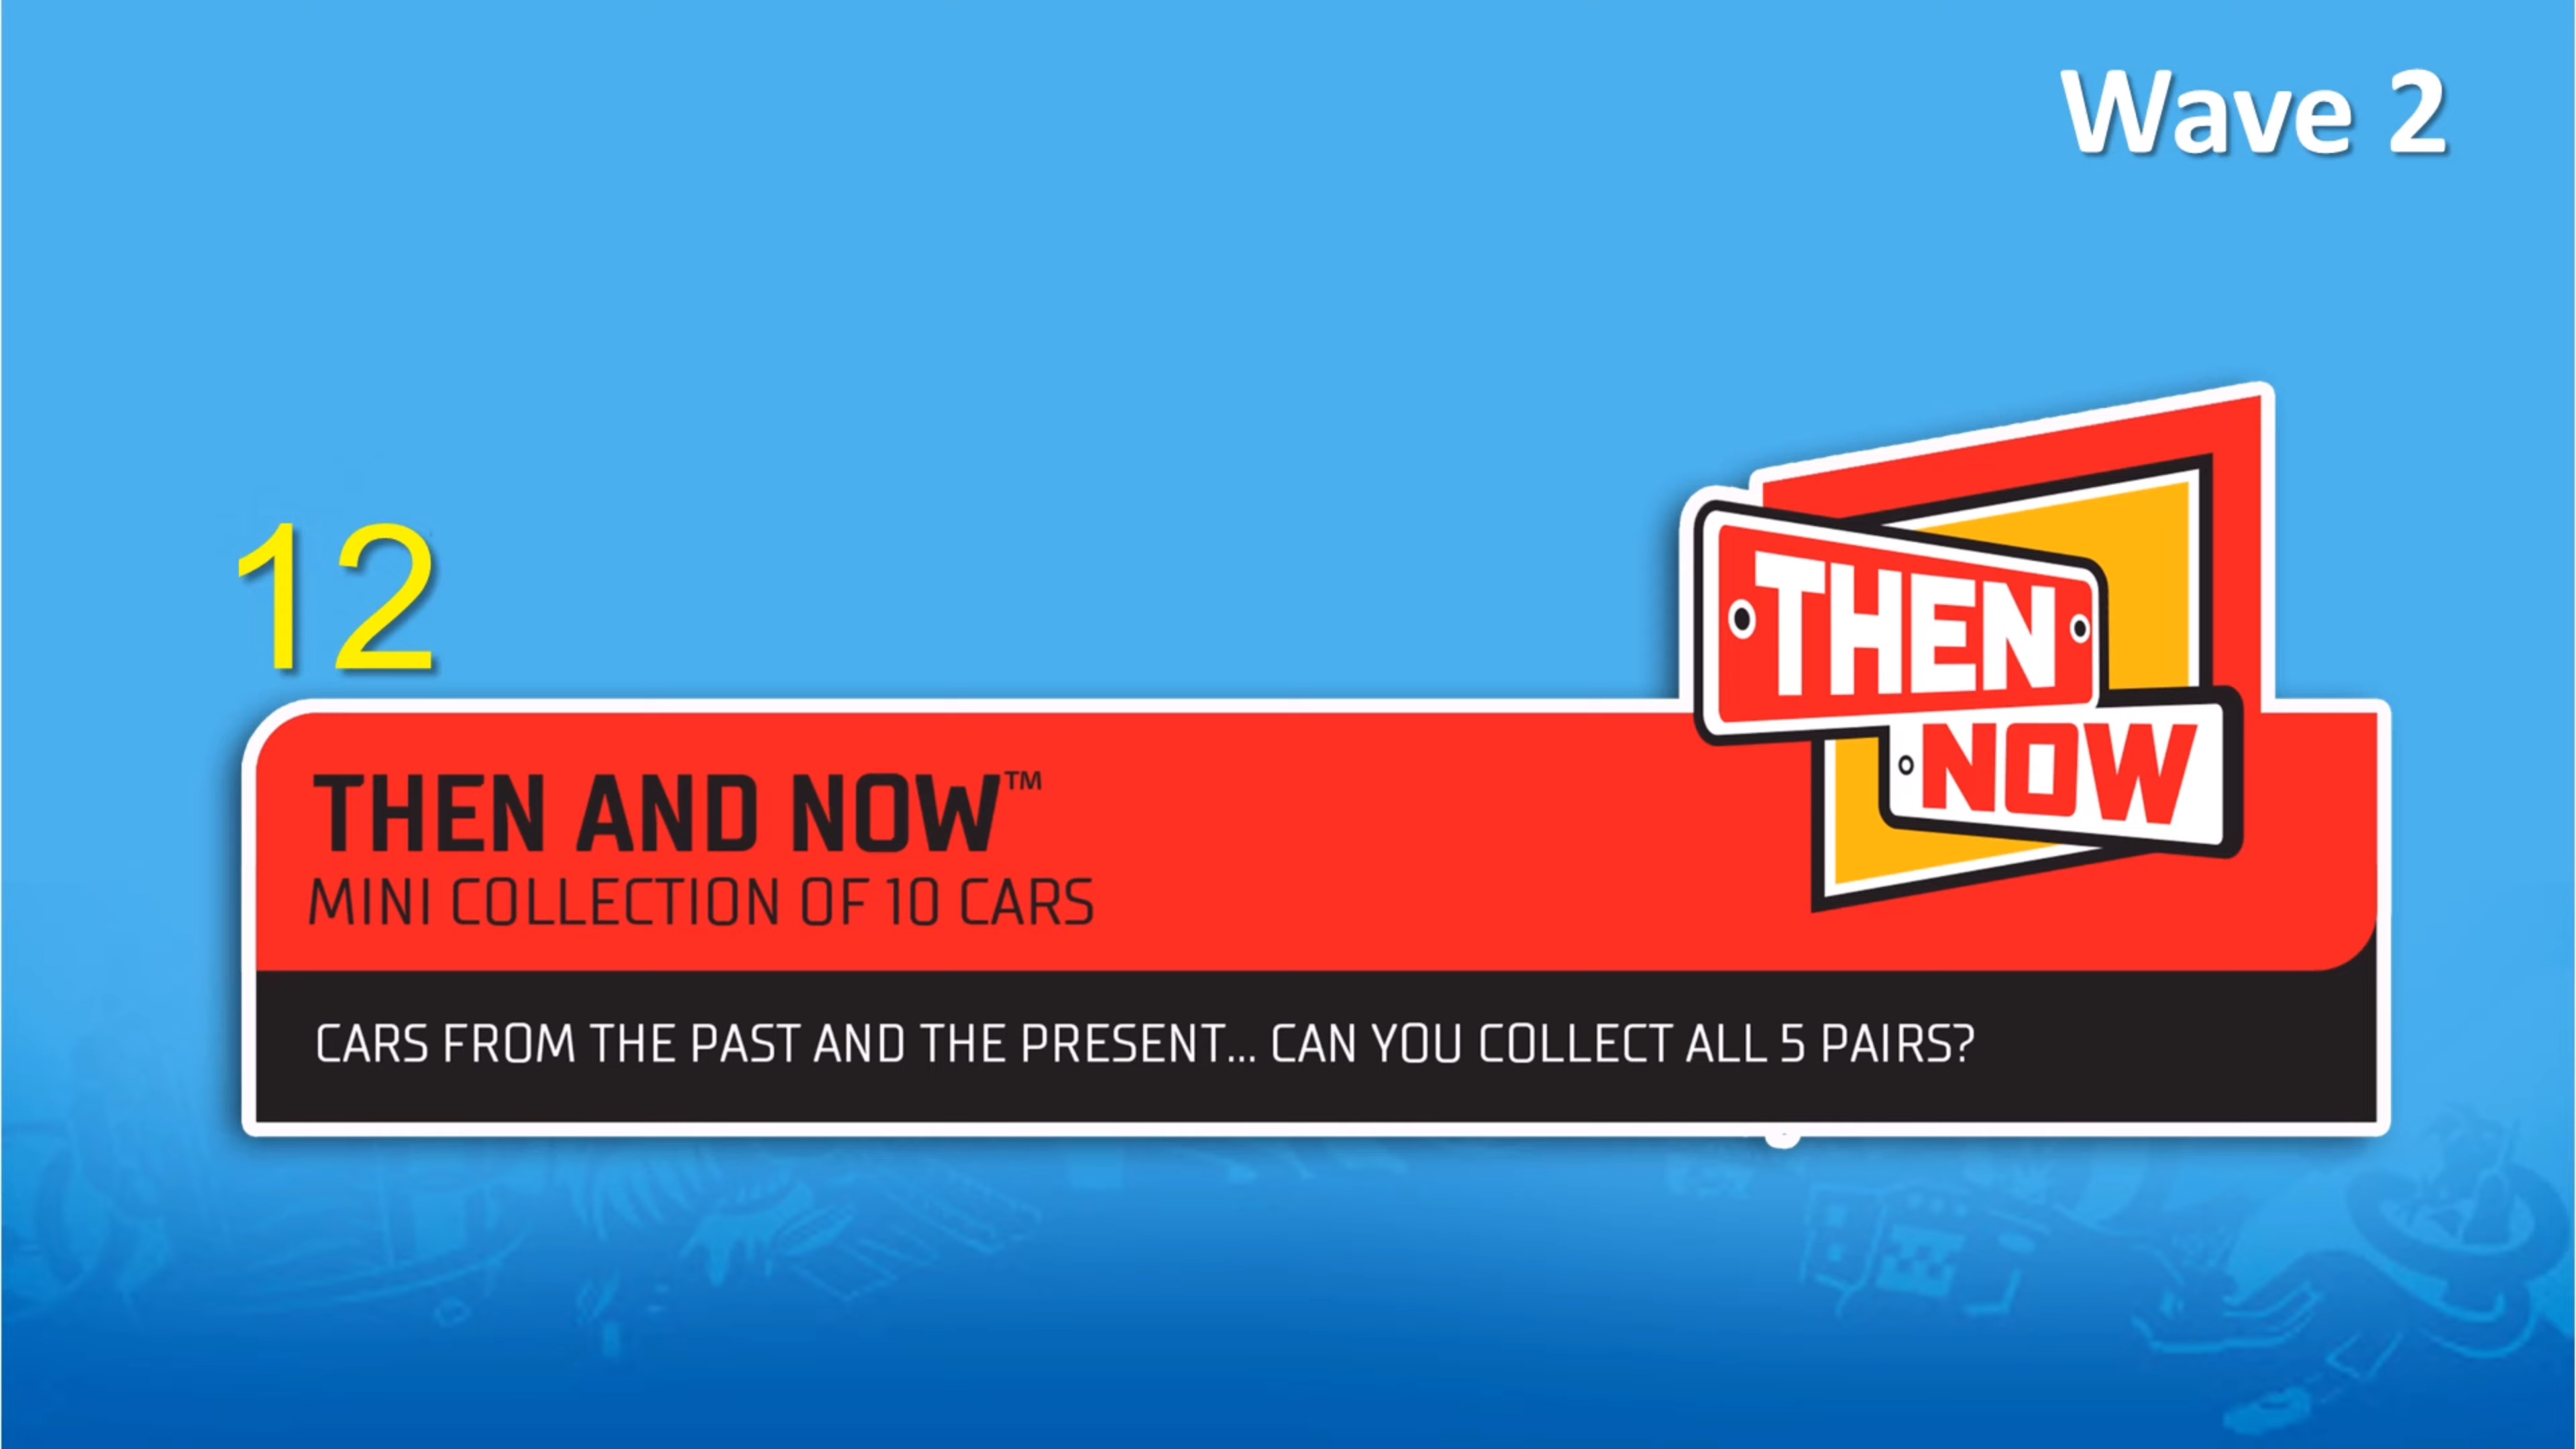 Wave 2
12
THEN
NOW
THEN AND NOW™
MINI COLLECTION OF 10 CARS
CARS FROM THE PAST AND THE PRESENT... CAN YOU COLLECT ALL 5 PAIRS?